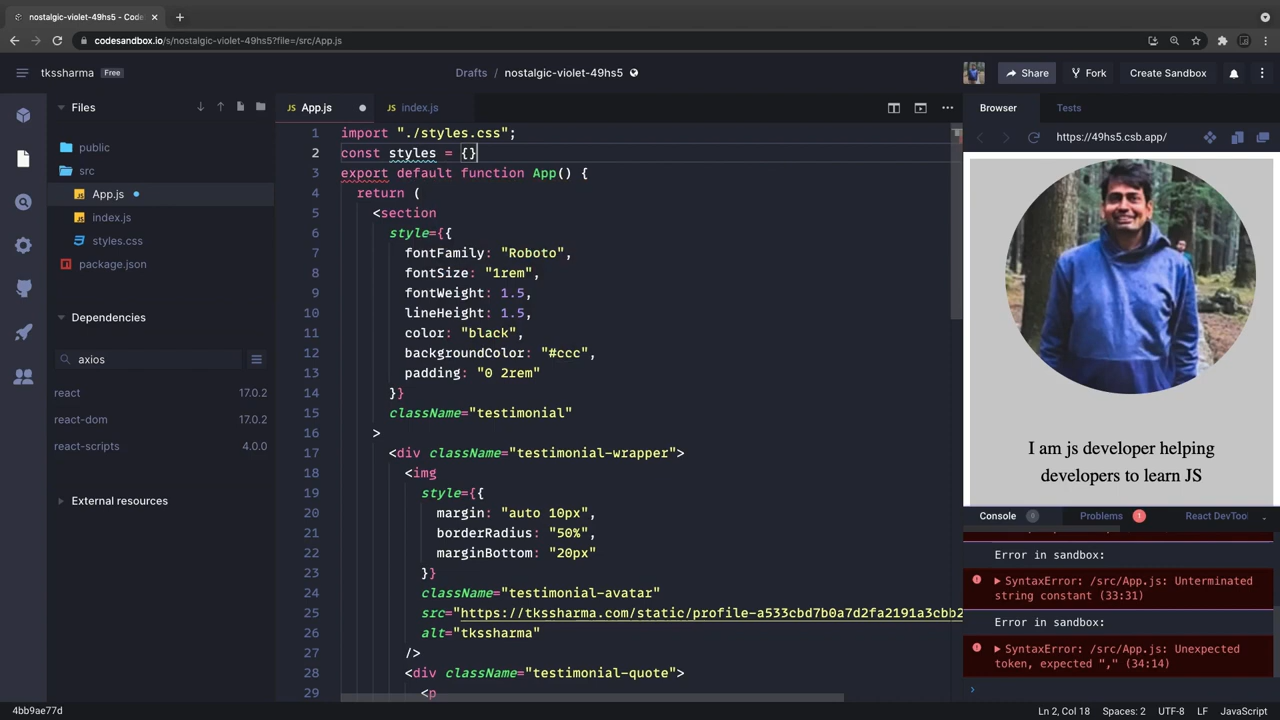 nostalgic-violet-49hs5 - Code
codesandbox.io/s/nostalgic-violet-49hs5?file=/src/App.js
tkssharma Free
Drafts / nostalgic-violet-49hs5
Share
Fork
Create Sandbox
Files
public
src
App.js
index.js
styles.css
package.json
Dependencies
axios
react 17.0.2
react-dom 17.0.2
react-scripts 4.0.0
External resources
4bb9ae77d
App.js
index.js
1 import "./styles.css";
2 const styles = {}
3 export default function App() {
4 return (
5 <section
6 style={{
7 fontFamily: "Roboto",
8 fontSize: "1rem",
9 fontWeight: 1.5,
10 lineHeight: 1.5,
11 color: "black",
12 backgroundColor: "#ccc",
13 padding: "0 2rem"
14 }}
15 className="testimonial"
16 >
17 <div className="testimonial-wrapper">
18 <img
19 style={{
20 margin: "auto 10px",
21 borderRadius: "50%",
22 marginBottom: "20px"
23 }}
24 className="testimonial-avatar"
25 src="https://tkssharma.com/static/profile-a533cbd7b0a7d2fa2191a3cbb2
26 alt="tkssharma"
27 />
28 <div className="testimonial-quote">
29 <p
Browser
Tests
https://49hs5.csb.app/
I am js developer helping
developers to learn JS
Console 0
Problems 1
React DevTool
Error in sandbox:
SyntaxError: /src/App.js: Unterminated
string constant (33:31)
Error in sandbox:
SyntaxError: /src/App.js: Unexpected
token, expected "," (34:14)
Ln 2, Col 18 Spaces: 2 UTF-8 LF JavaScript